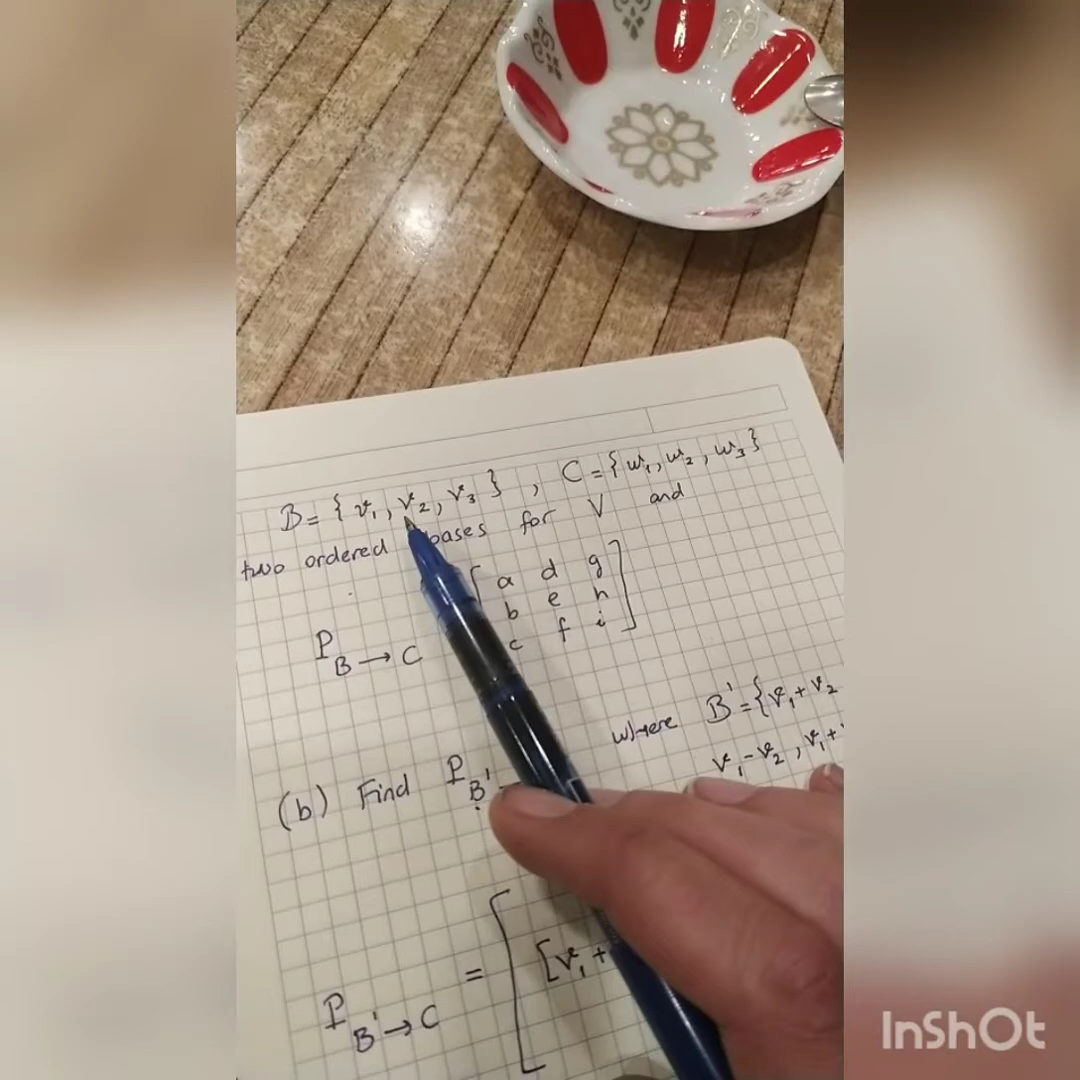 B = { v₁, v₂, v₃ } , C = { w₁, w₂, w₃ }
two ordered bases for V and
P B → C [ a d g
b e h
c f i ]
(b) Find P B' where B' = { v₁ + v₂
v₁ - v₂ , v₁ +
P B' → C = [ [ v₁ +
InShOt